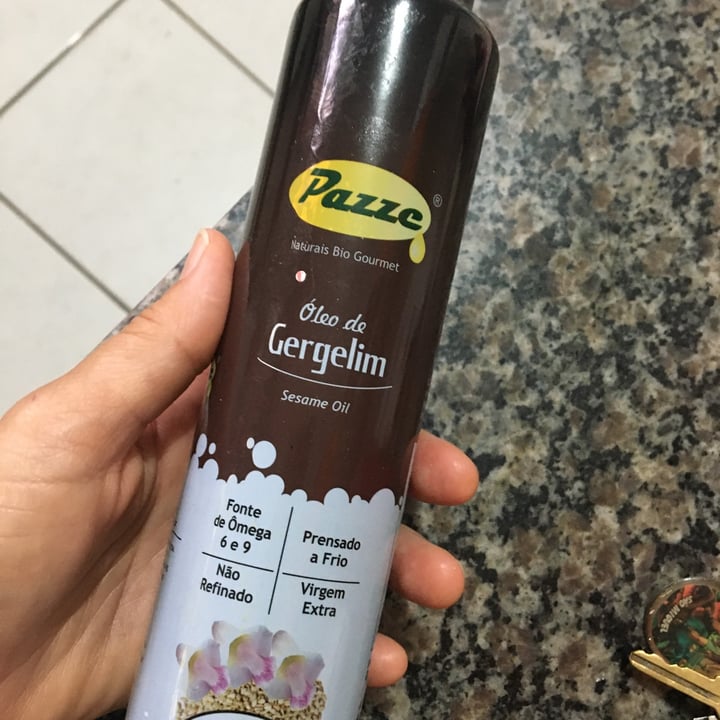 Pazze®
Naturais Bio Gourmet
Óleo de
Gergelim
Sesame Oil
Fonte
de Ômega
6 e 9
Prensado
a Frio
Não
Refinado
Virgem
Extra